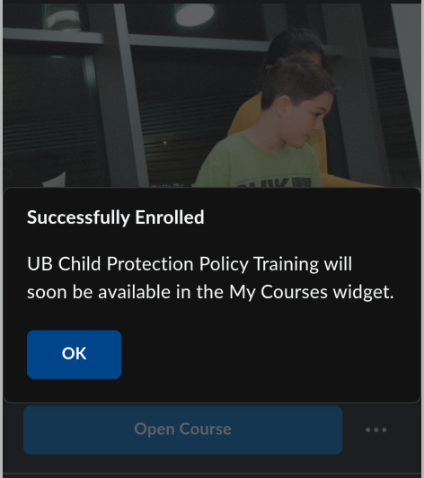 Successfully Enrolled
UB Child Protection Policy Training will
soon be available in the My Courses widget.
OK
Open Course